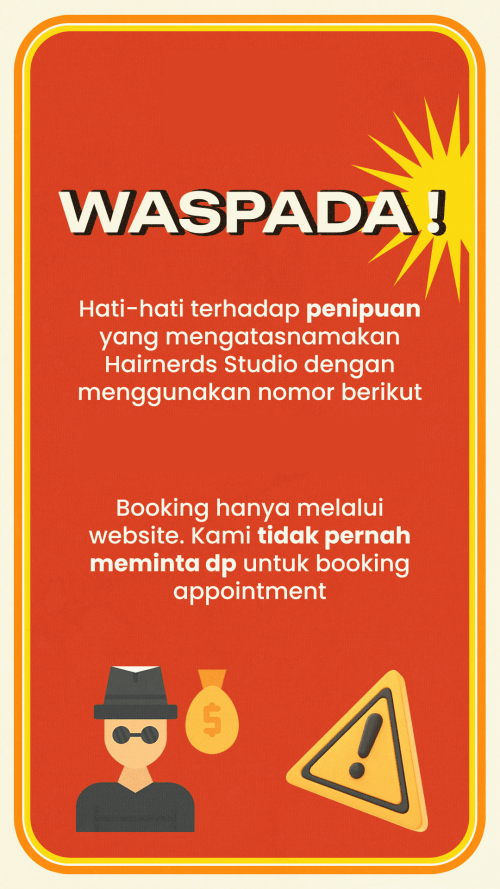 WASPADA !
Hati-hati terhadap penipuan
yang mengatasnamakan
Hairnerds Studio dengan
menggunakan nomor berikut
Booking hanya melalui
website. Kami tidak pernah
meminta dp untuk booking
appointment
$